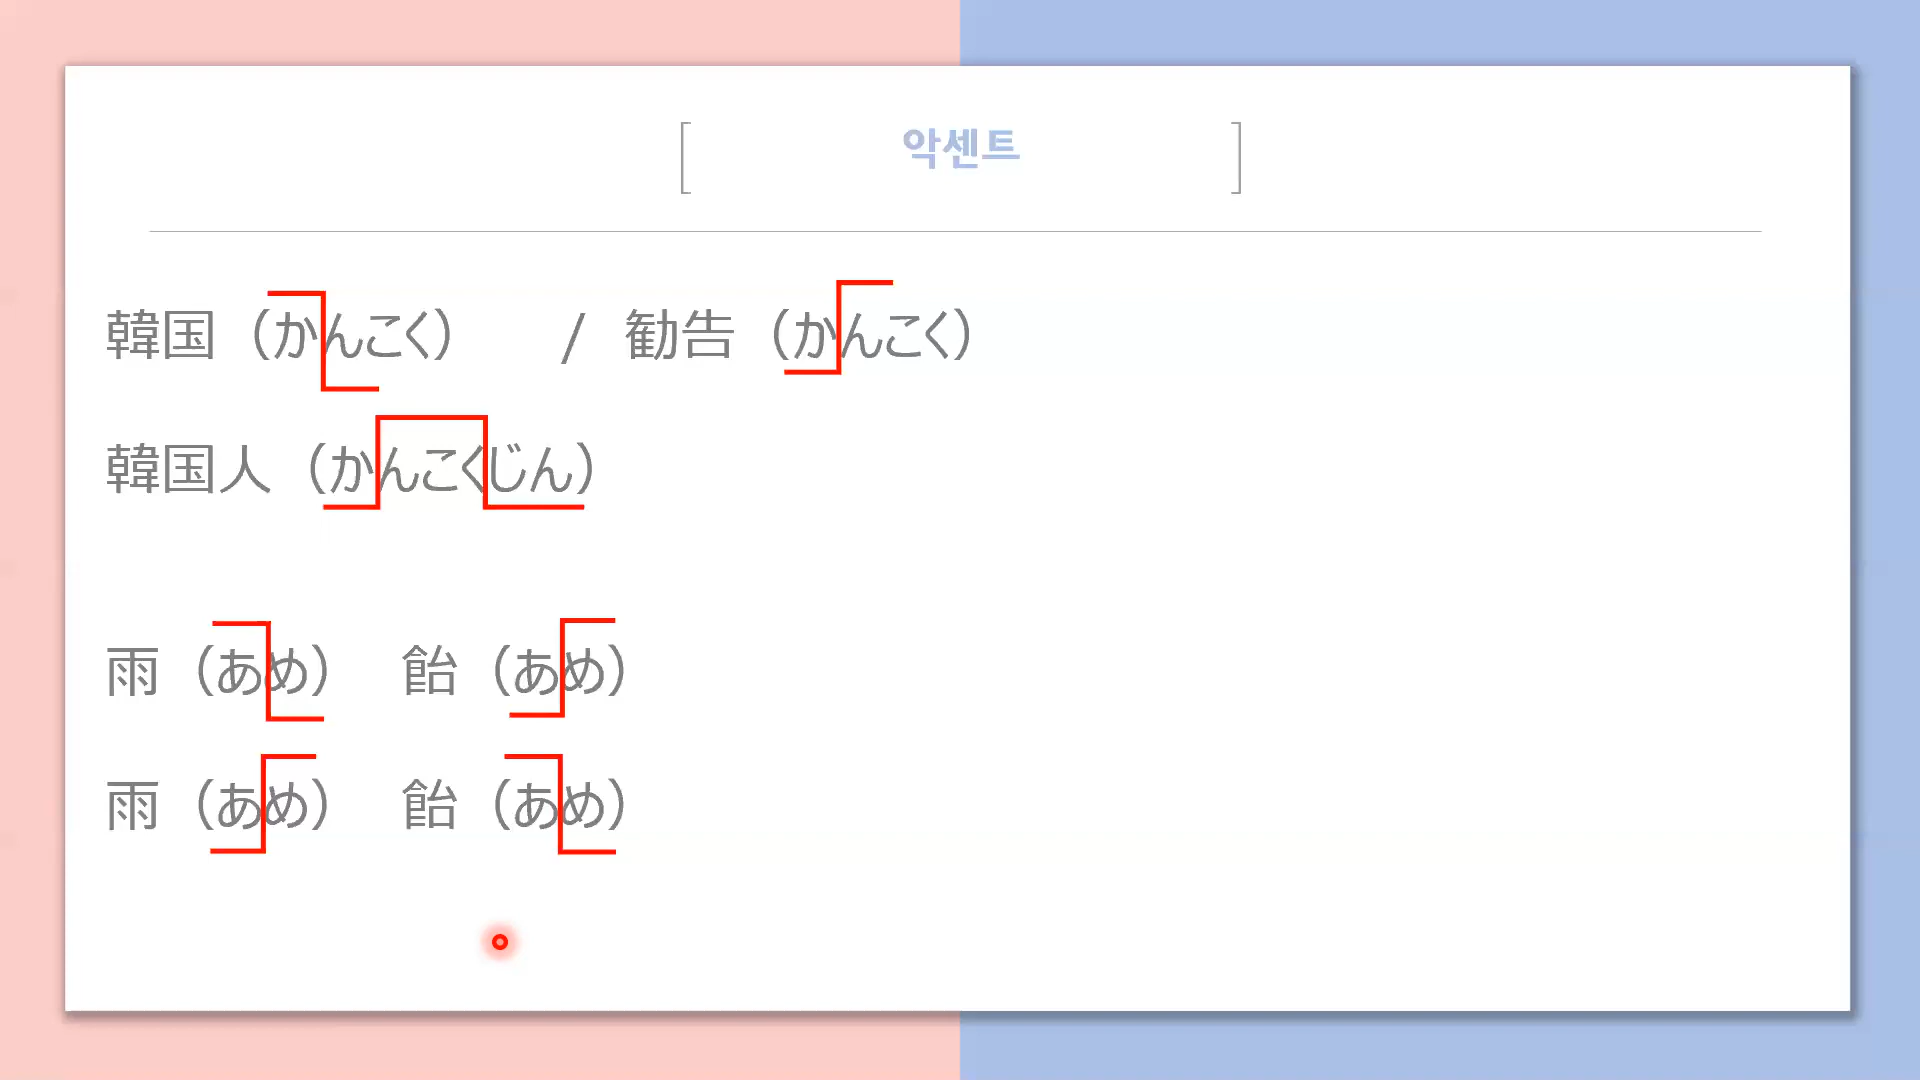 악센트
韓国（かんこく） / 勧告（かんこく）
韓国人（かんこくじん）
雨（あめ） 飴（あめ）
雨（あめ） 飴（あめ）